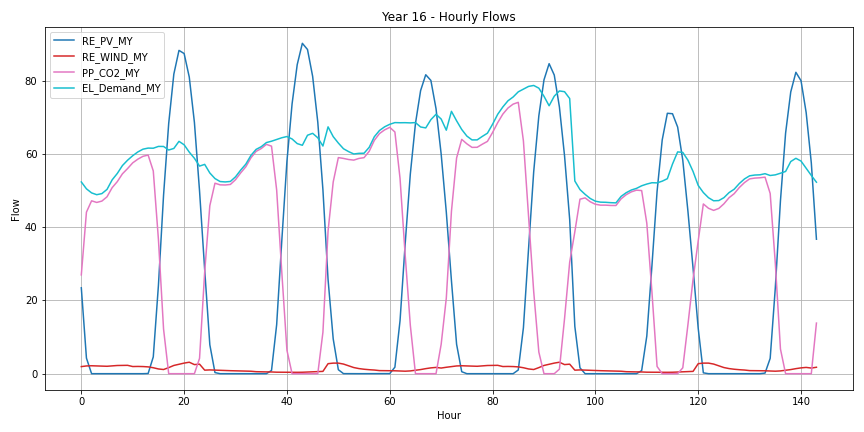 Year 16 - Hourly Flows
RE_PV_MY
RE_WIND_MY
PP_CO2_MY
EL_Demand_MY
Flow
80
60
40
20
0
0 20 40 60 80 100 120 140
Hour